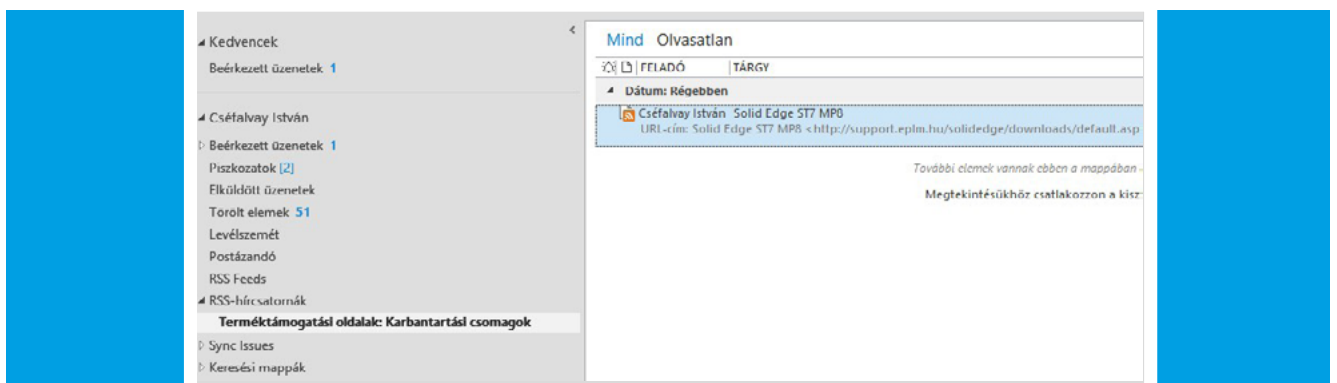 Kedvencek
Beérkezett üzenetek 1
Cséfalvay István
Beérkezett üzenetek 1
Piszkozatok [2]
Elküldött üzenetek
Törölt elemek 51
Levélszemét
Postázandó
RSS Feeds
RSS-hírcsatornák
Terméktámogatási oldalak: Karbantartási csomagok
Sync Issues
Keresési mappák
Mind Olvasatlan
FELADÓ TÁRGY
Dátum: Régebben
Cséfalvay István Solid Edge ST7 MP8
URL-cím: Solid Edge ST7 MP8 <http://support.eplm.hu/solidedge/downloads/default.asp
További elemek vannak ebben a mappában
Megtekintésükhöz csatlakozzon a kisz